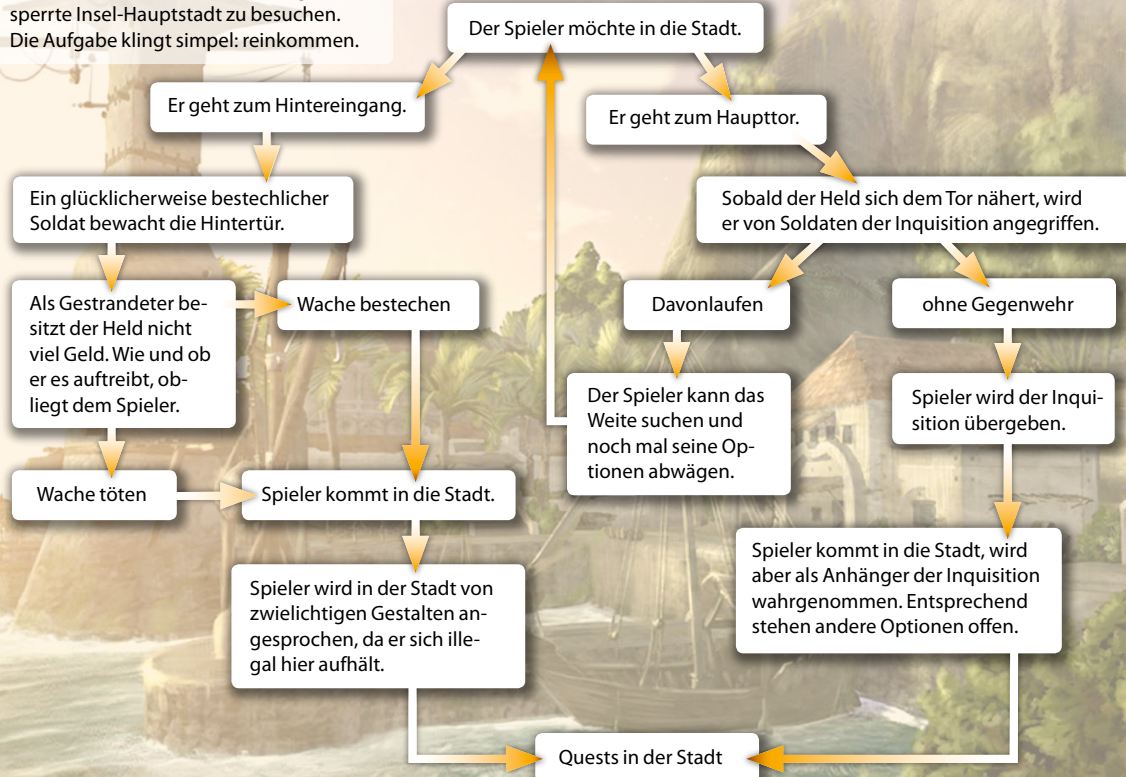 sperrte Insel-Hauptstadt zu besuchen.
Die Aufgabe klingt simpel: reinkommen.
Der Spieler möchte in die Stadt.
Er geht zum Hintereingang.
Er geht zum Haupttor.
Ein glücklicherweise bestechlicher
Soldat bewacht die Hintertür.
Sobald der Held sich dem Tor nähert, wird
er von Soldaten der Inquisition angegriffen.
Als Gestrandeter be-
sitzt der Held nicht
viel Geld. Wie und ob
er es auftreibt, ob-
liegt dem Spieler.
Wache bestechen
Davonlaufen
ohne Gegenwehr
Der Spieler kann das
Weite suchen und
noch mal seine Op-
tionen abwägen.
Spieler wird der Inqui-
sition übergeben.
Wache töten
Spieler kommt in die Stadt.
Spieler wird in der Stadt von
zwielichtigen Gestalten an-
gesprochen, da er sich ille-
gal hier aufhält.
Spieler kommt in die Stadt, wird
aber als Anhänger der Inquisition
wahrgenommen. Entsprechend
stehen andere Optionen offen.
Quests in der Stadt